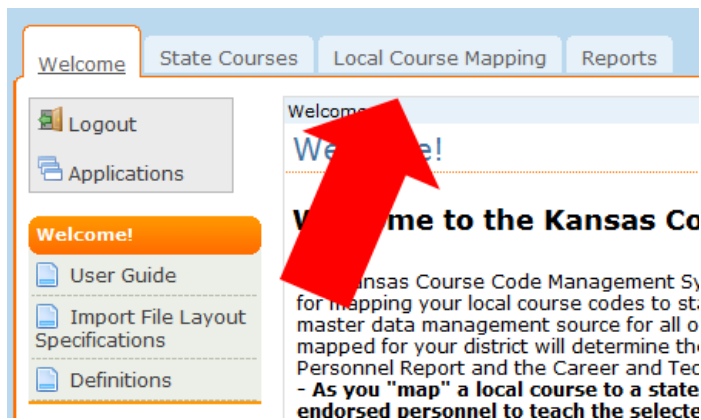 Welcome State Courses Local Course Mapping Reports
Logout
Applications
Welcome!
User Guide
Import File Layout
Specifications
Definitions
Welcome
to the Kansas Co
Course Code Management Sy
for mapping your local course codes to sta
master data management source for all o
mapped for your district will determine the
Personnel Report and the Career and Tec
- As you "map" a local course to a state
endorsed personnel to teach the selecte